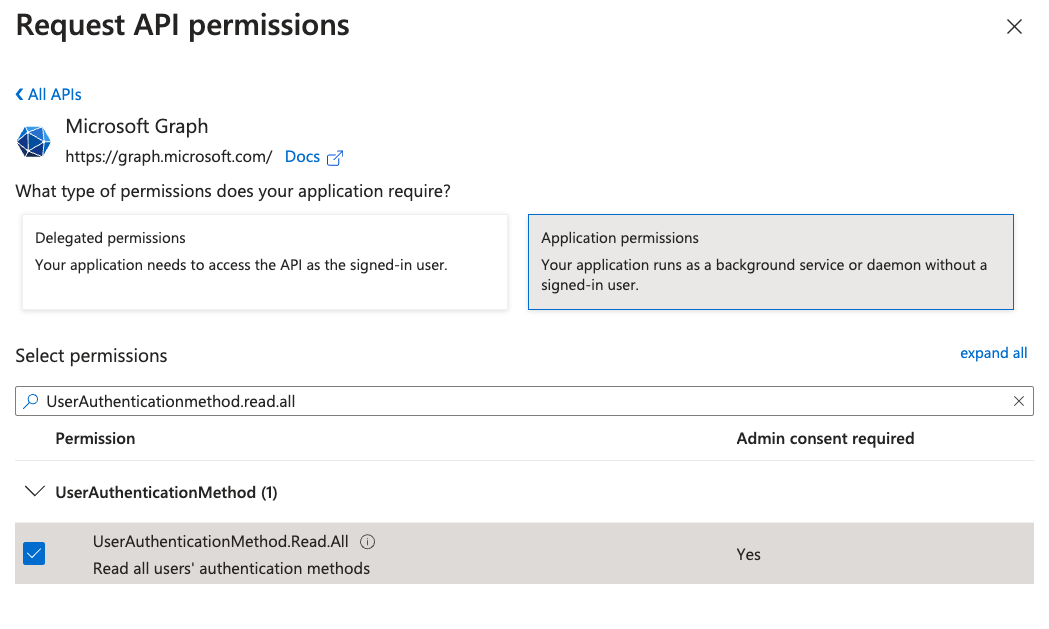 Request API permissions
All APIs
Microsoft Graph
https://graph.microsoft.com/ Docs
What type of permissions does your application require?
Delegated permissions
Your application needs to access the API as the signed-in user.
Application permissions
Your application runs as a background service or daemon without a
signed-in user.
Select permissions
expand all
UserAuthenticationmethod.read.all
Permission
Admin consent required
UserAuthenticationMethod (1)
UserAuthenticationMethod.Read.All
Read all users' authentication methods
Yes